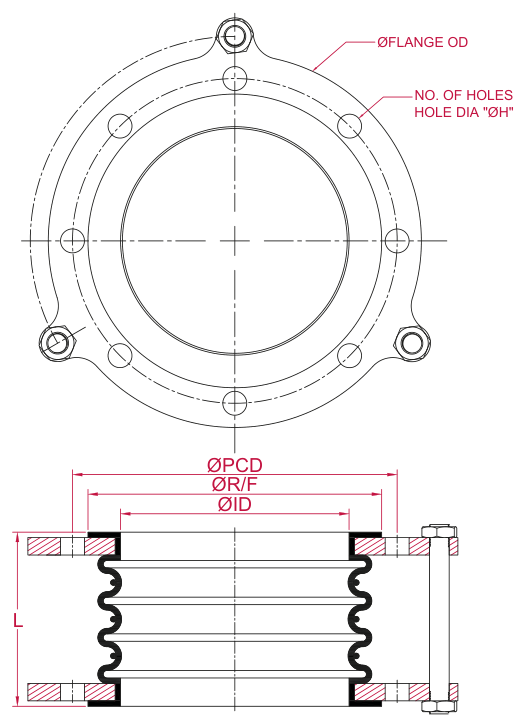 ØFLANGE OD
NO. OF HOLES
HOLE DIA "ØH"
ØPCD
ØR/F
ØID
L